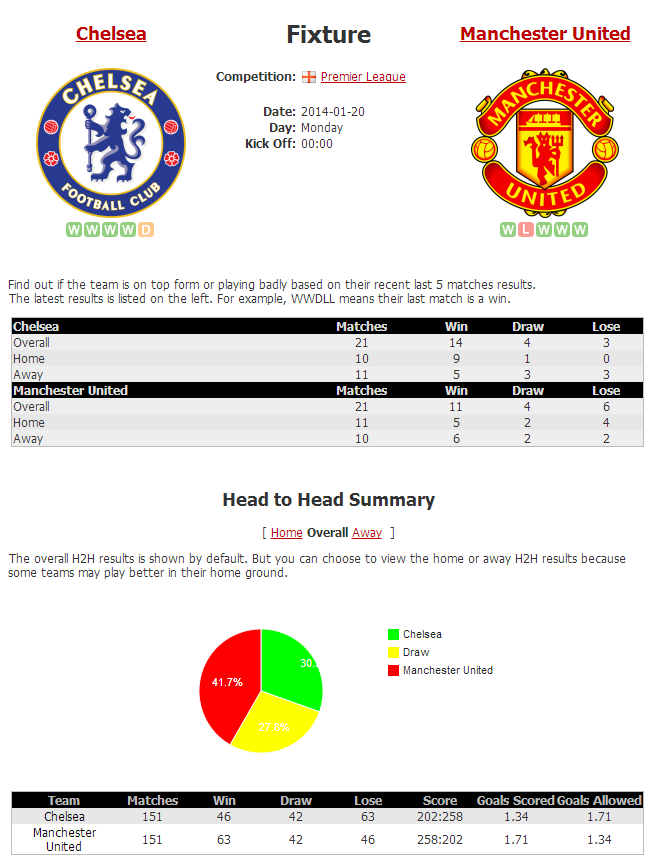 Chelsea
Fixture
Manchester United
Competition: Premier League
Date: 2014-01-20
Day: Monday
Kick Off: 00:00
CHELSEA
FOOTBALL CLUB
MANCHESTER
UNITED
W W W W D
W L W W W
Find out if the team is on top form or playing badly based on their recent last 5 matches results.
The latest results is listed on the left. For example, WWDLL means their last match is a win.
Chelsea Matches Win Draw Lose
Overall 21 14 4 3
Home 10 9 1 0
Away 11 5 3 3
Manchester United Matches Win Draw Lose
Overall 21 11 4 6
Home 11 5 2 4
Away 10 6 2 2
Head to Head Summary
[ Home Overall Away ]
The overall H2H results is shown by default. But you can choose to view the home or away H2H results because
some teams may play better in their home ground.
Chelsea
Draw
Manchester United
30.
41.7%
27.8%
Team Matches Win Draw Lose Score Goals Scored Goals Allowed
Chelsea 151 46 42 63 202:258 1.34 1.71
Manchester
United 151 63 42 46 258:202 1.71 1.34